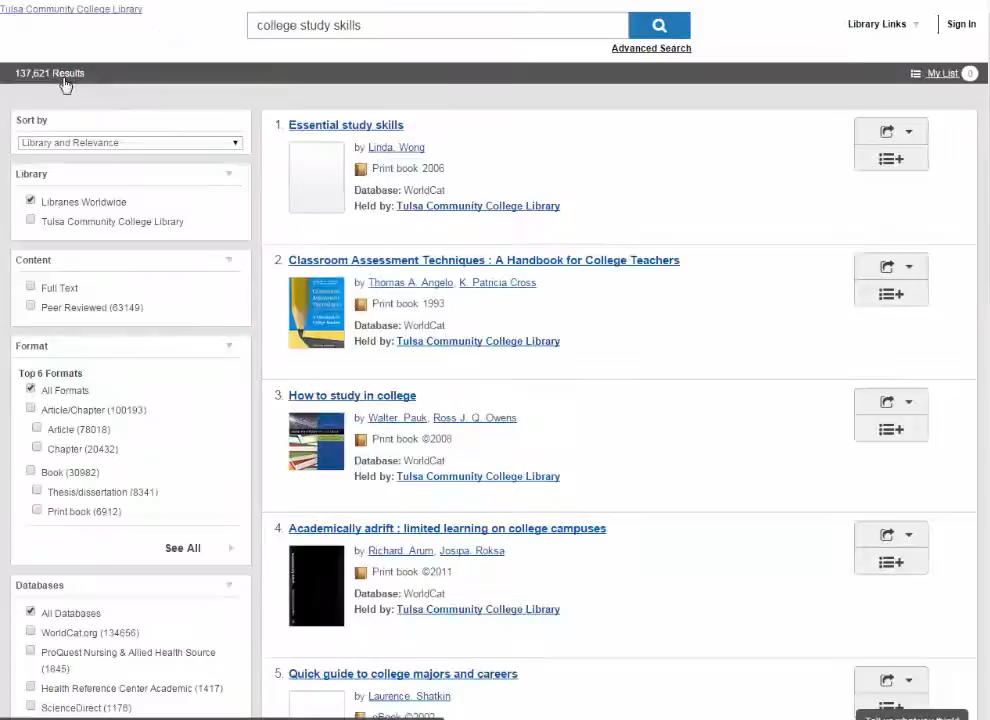 Tulsa Community College Library
college study skills
Library Links
Sign In
Advanced Search
137,621 Results
My List 0
Sort by
Library and Relevance
Library
Libraries Worldwide
Tulsa Community College Library
Content
Full Text
Peer Reviewed (63149)
Format
Top 6 Formats
All Formats
Article/Chapter (100193)
Article (78018)
Chapter (20432)
Book (30982)
Thesis/dissertation (8341)
Print book (6912)
See All
Databases
All Databases
WorldCat.org (134656)
ProQuest Nursing & Allied Health Source
(1845)
Health Reference Center Academic (1417)
ScienceDirect (1176)
1. Essential study skills
by Linda. Wong
Print book 2006
Database: WorldCat
Held by: Tulsa Community College Library
2. Classroom Assessment Techniques : A Handbook for College Teachers
by Thomas A. Angelo, K. Patricia Cross
Print book 1993
Database: WorldCat
Held by: Tulsa Community College Library
3. How to study in college
by Walter. Pauk, Ross J. Q. Owens
Print book ©2008
Database: WorldCat
Held by: Tulsa Community College Library
4. Academically adrift : limited learning on college campuses
by Richard. Arum, Josipa. Roksa
Print book ©2011
Database: WorldCat
Held by: Tulsa Community College Library
5. Quick guide to college majors and careers
by Laurence. Shatkin
eBook ©2002